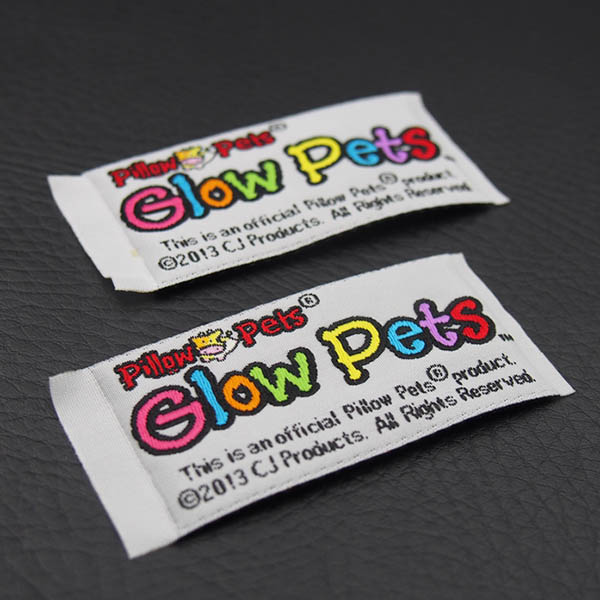 Pillow Pets®
Glow Pets™
This is an official Pillow Pets® product.
©2013 CJ Products. All Rights Reserved.
Pillow Pets®
Glow Pets™
This is an official Pillow Pets® product.
©2013 CJ Products. All Rights Reserved.